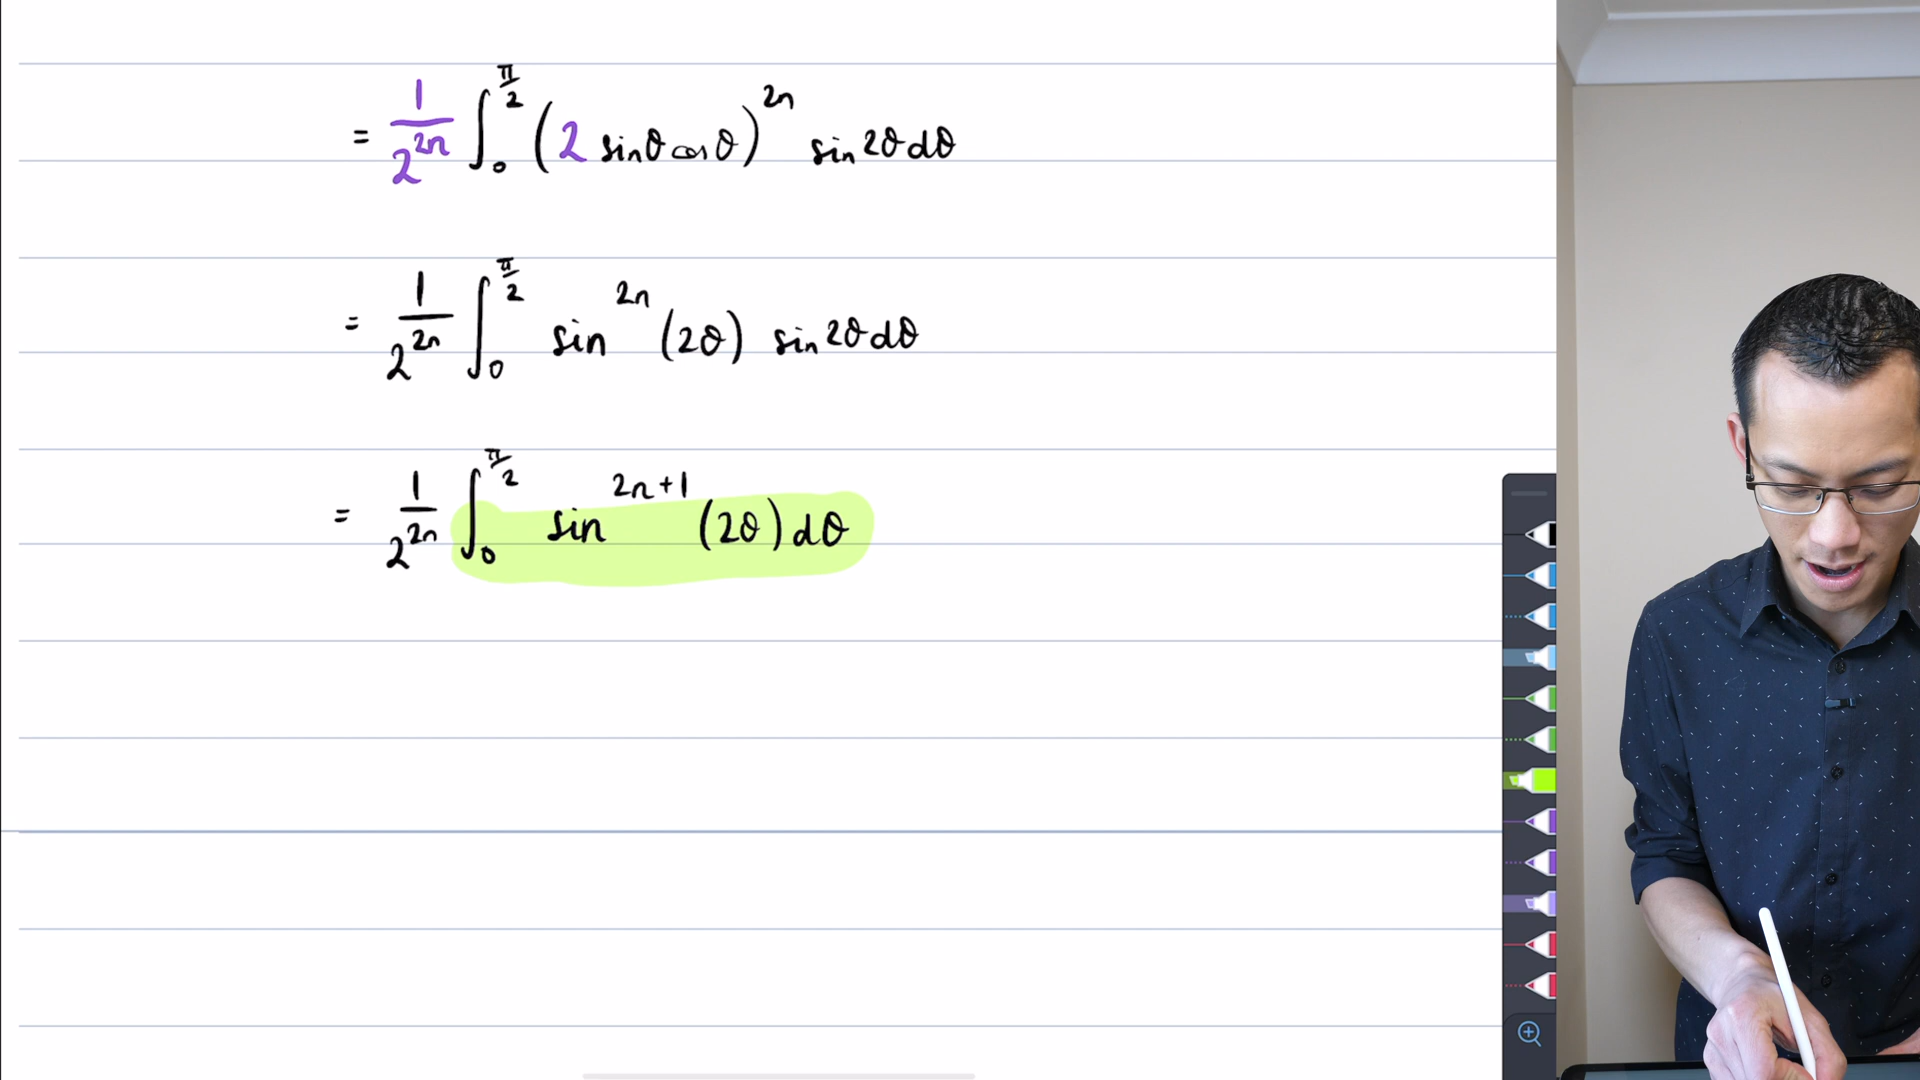 = 1/2^{2n} ∫_0^{π/2} (2 sinθ cosθ)^{2n} sin2θ dθ
= 1/2^{2n} ∫_0^{π/2} sin^{2n} (2θ) sin2θ dθ
= 1/2^{2n} ∫_0^{π/2} sin^{2n+1} (2θ) dθ